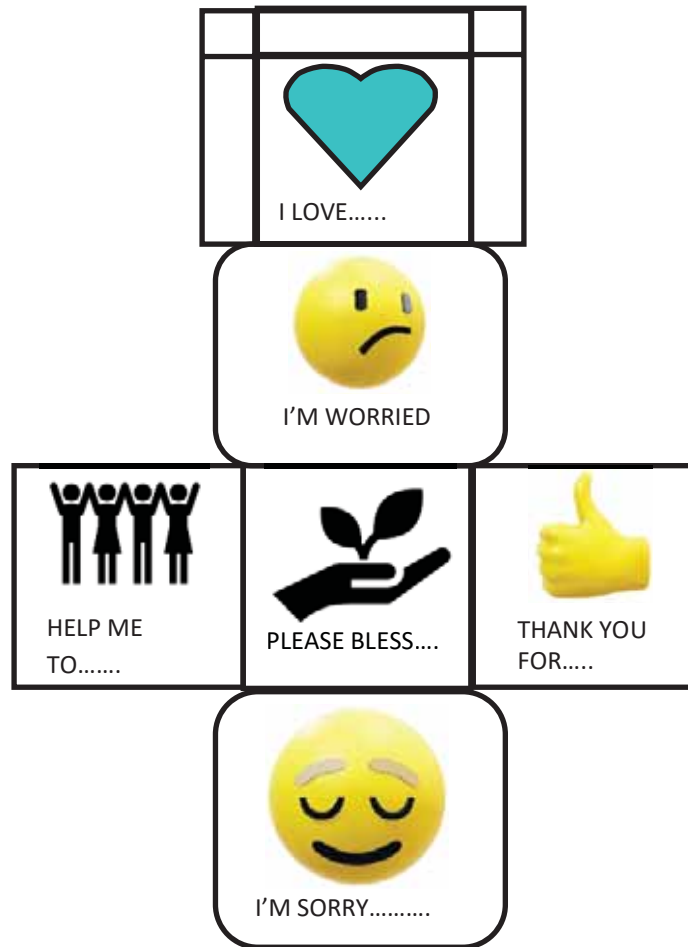 I LOVE......
I'M WORRIED
HELP ME
TO.......
PLEASE BLESS....
THANK YOU
FOR.....
I'M SORRY..........